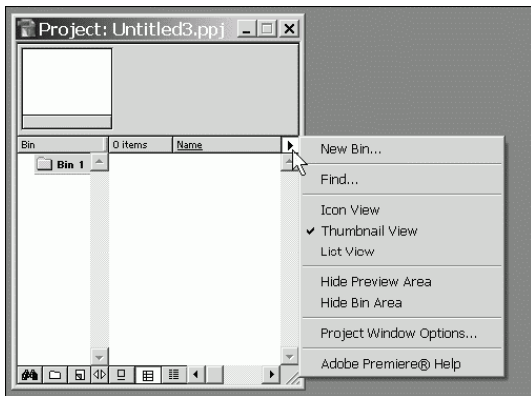 Project: Untitled3.ppj
Bin
0 items
Name
Bin 1
New Bin...
Find...
Icon View
Thumbnail View
List View
Hide Preview Area
Hide Bin Area
Project Window Options...
Adobe Premiere® Help